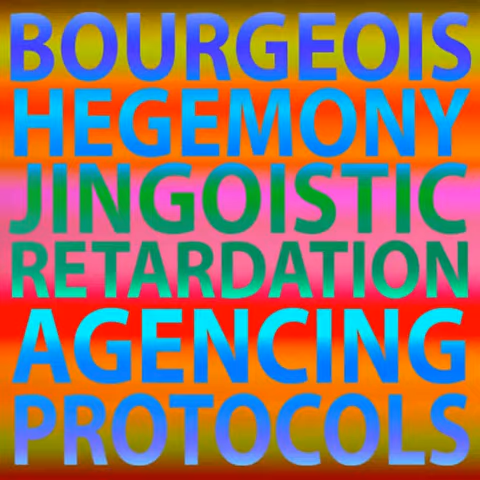 BOURGEOIS
HEGEMONY
JINGOISTIC
RETARDATION
AGENCING
PROTOCOLS